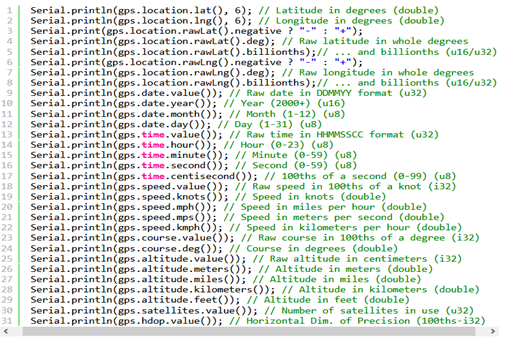 1 Serial.println(gps.location.lat(), 6); // Latitude in degrees (double)
2 Serial.println(gps.location.lng(), 6); // Longitude in degrees (double)
3 Serial.print(gps.location.rawLat().negative ? "-" : "+");
4 Serial.println(gps.location.rawLat().deg); // Raw latitude in whole degrees
5 Serial.println(gps.location.rawLat().billionths);// ... and billionths (u16/u32)
6 Serial.print(gps.location.rawLng().negative ? "-" : "+");
7 Serial.println(gps.location.rawLng().deg); // Raw longitude in whole degrees
8 Serial.println(gps.location.rawLng().billionths);// ... and billionths (u16/u32)
9 Serial.println(gps.date.value()); // Raw date in DDMMYY format (u32)
10 Serial.println(gps.date.year()); // Year (2000+) (u16)
11 Serial.println(gps.date.month()); // Month (1-12) (u8)
12 Serial.println(gps.date.day()); // Day (1-31) (u8)
13 Serial.println(gps.time.value()); // Raw time in HHMMSSCC format (u32)
14 Serial.println(gps.time.hour()); // Hour (0-23) (u8)
15 Serial.println(gps.time.minute()); // Minute (0-59) (u8)
16 Serial.println(gps.time.second()); // Second (0-59) (u8)
17 Serial.println(gps.time.centisecond()); // 100ths of a second (0-99) (u8)
18 Serial.println(gps.speed.value()); // Raw speed in 100ths of a knot (i32)
19 Serial.println(gps.speed.knots()); // Speed in knots (double)
20 Serial.println(gps.speed.mph()); // Speed in miles per hour (double)
21 Serial.println(gps.speed.mps()); // Speed in meters per second (double)
22 Serial.println(gps.speed.kmph()); // Speed in kilometers per hour (double)
23 Serial.println(gps.course.value()); // Raw course in 100ths of a degree (i32)
24 Serial.println(gps.course.deg()); // Course in degrees (double)
25 Serial.println(gps.altitude.value()); // Raw altitude in centimeters (i32)
26 Serial.println(gps.altitude.meters()); // Altitude in meters (double)
27 Serial.println(gps.altitude.miles()); // Altitude in miles (double)
28 Serial.println(gps.altitude.kilometers()); // Altitude in kilometers (double)
29 Serial.println(gps.altitude.feet()); // Altitude in feet (double)
30 Serial.println(gps.satellites.value()); // Number of satellites in use (u32)
31 Serial.println(gps.hdop.value()); // Horizontal Dim. of Precision (100ths-i32)